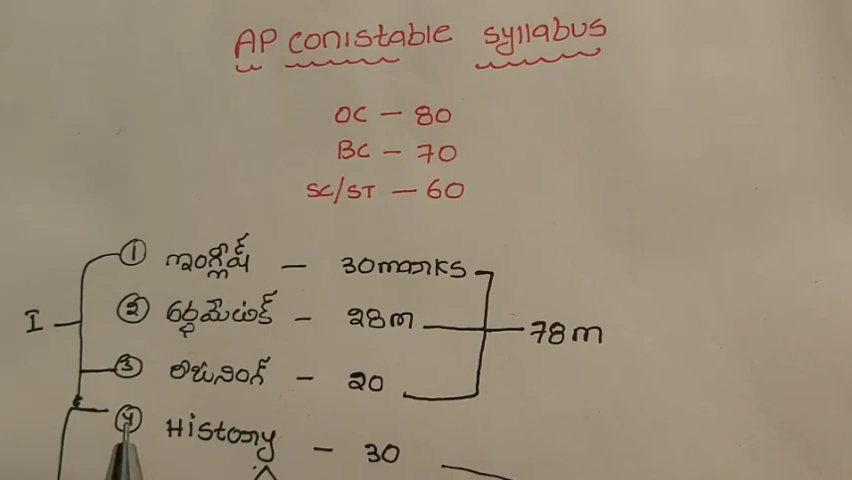 AP conistable syllabus
OC - 80
BC - 70
SC/ST - 60
① ఇంగ్లీష్ - 30marks
② అర్థమెటిక్ - 28m
78m
I
③ రీజనింగ్ - 20
④ History - 30